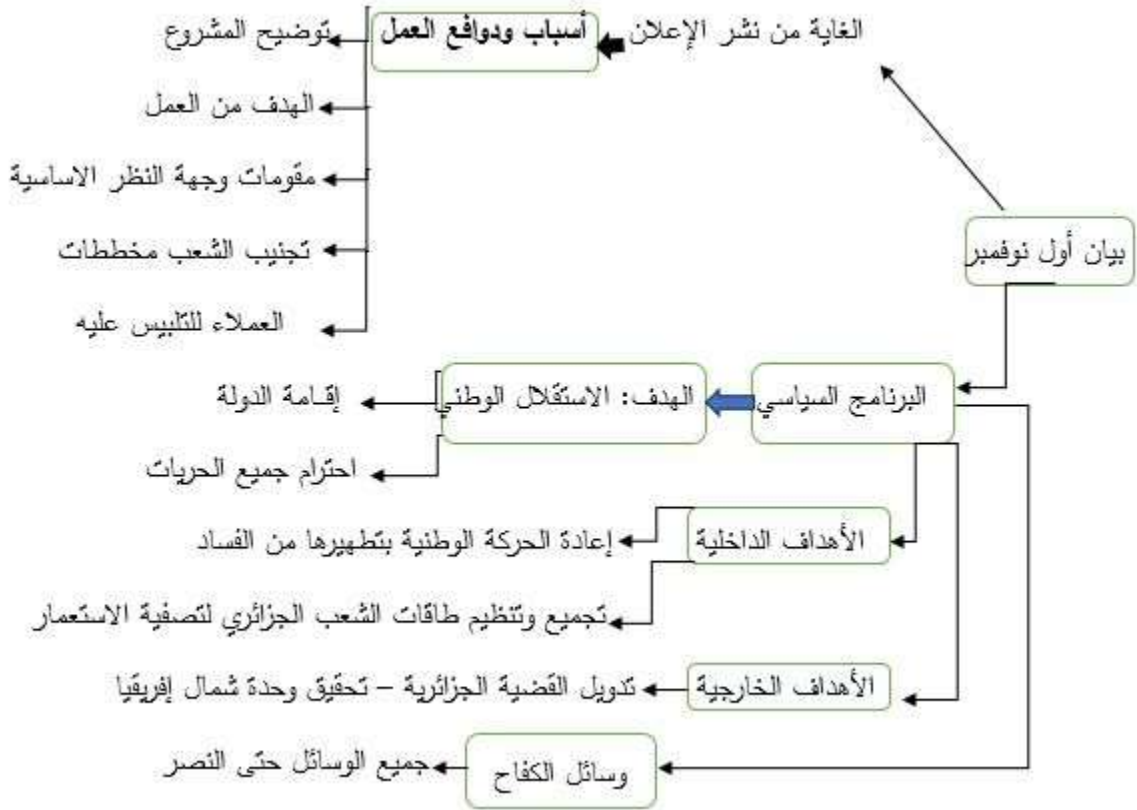 الغاية من نشر الإعلان
أسباب ودوافع العمل
توضيح المشروع
الهدف من العمل
مقومات وجهة النظر الاساسية
تجنيب الشعب مخططات
العملاء للتلبيس عليه
بيان أول نوفمبر
البرنامج السياسي
الهدف: الاستقلال الوطني
إقامة الدولة
احترام جميع الحريات
الأهداف الداخلية
إعادة الحركة الوطنية بتطهيرها من الفساد
تجميع وتنظيم طاقات الشعب الجزائري لتصفية الاستعمار
الأهداف الخارجية
تدويل القضية الجزائرية – تحقيق وحدة شمال إفريقيا
وسائل الكفاح
جميع الوسائل حتى النصر